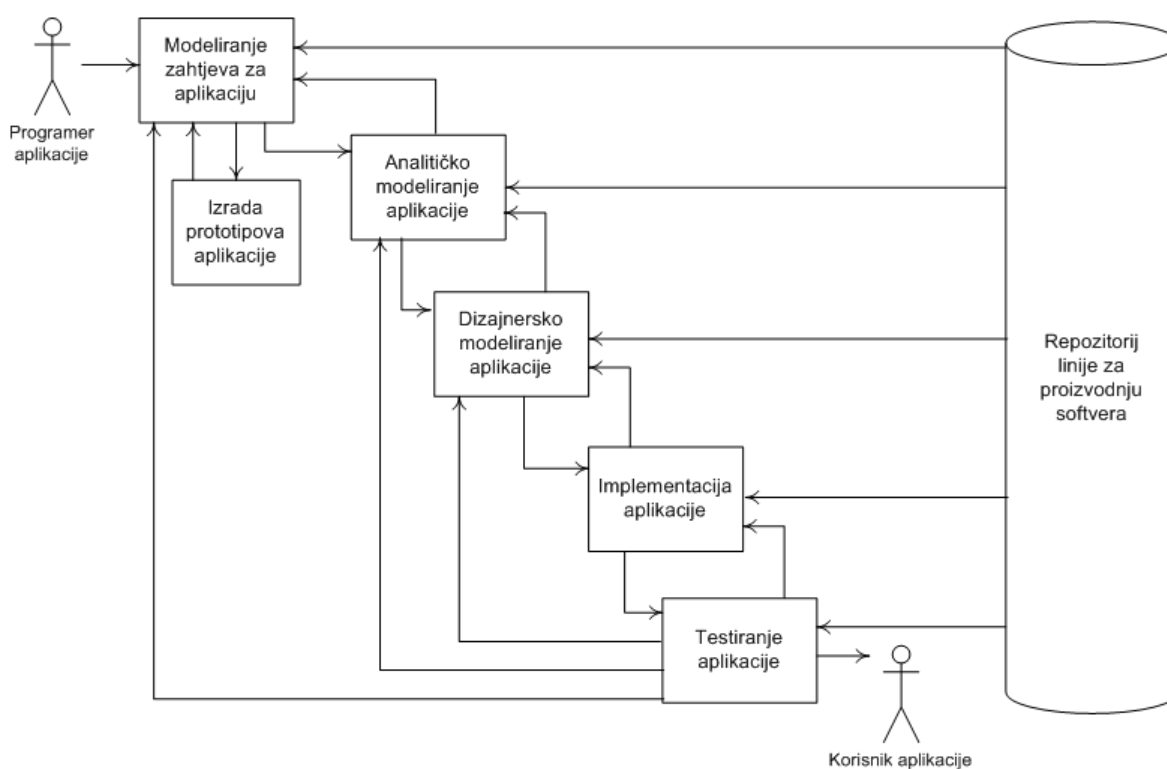 Modeliranje
zahtjeva za
aplikaciju
Programer
aplikacije
Analitičko
modeliranje
aplikacije
Izrada
prototipova
aplikacije
Dizajnersko
modeliranje
aplikacije
Repozitorij
linije za
proizvodnju
softvera
Implementacija
aplikacije
Testiranje
aplikacije
Korisnik aplikacije